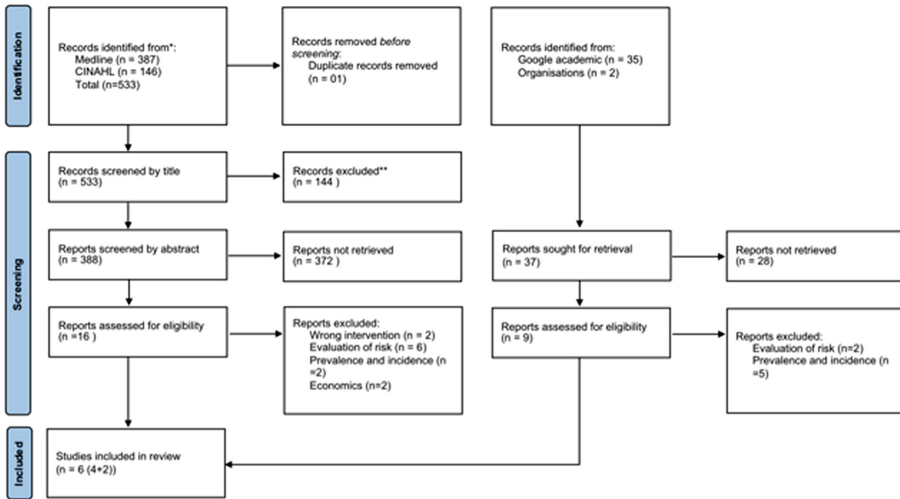 Identification
Records identified from*:
Medline (n = 387)
CINAHL (n = 146)
Total (n=533)
Records removed before
screening:
Duplicate records removed
(n = 01)
Records identified from:
Google academic (n = 35)
Organisations (n = 2)
Screening
Records screened by title
(n = 533)
Records excluded**
(n = 144 )
Reports screened by abstract
(n = 388)
Reports not retrieved
(n = 372 )
Reports sought for retrieval
(n = 37)
Reports not retrieved
(n = 28)
Reports assessed for eligibility
(n =16 )
Reports excluded:
Wrong intervention (n = 2)
Evaluation of risk (n = 6)
Prevalence and incidence (n
=2)
Economics (n=2)
Reports assessed for eligibility
(n = 9)
Reports excluded:
Evaluation of risk (n=2)
Prevalence and incidence (n
=5)
Included
Studies included in review
(n = 6 (4+2))